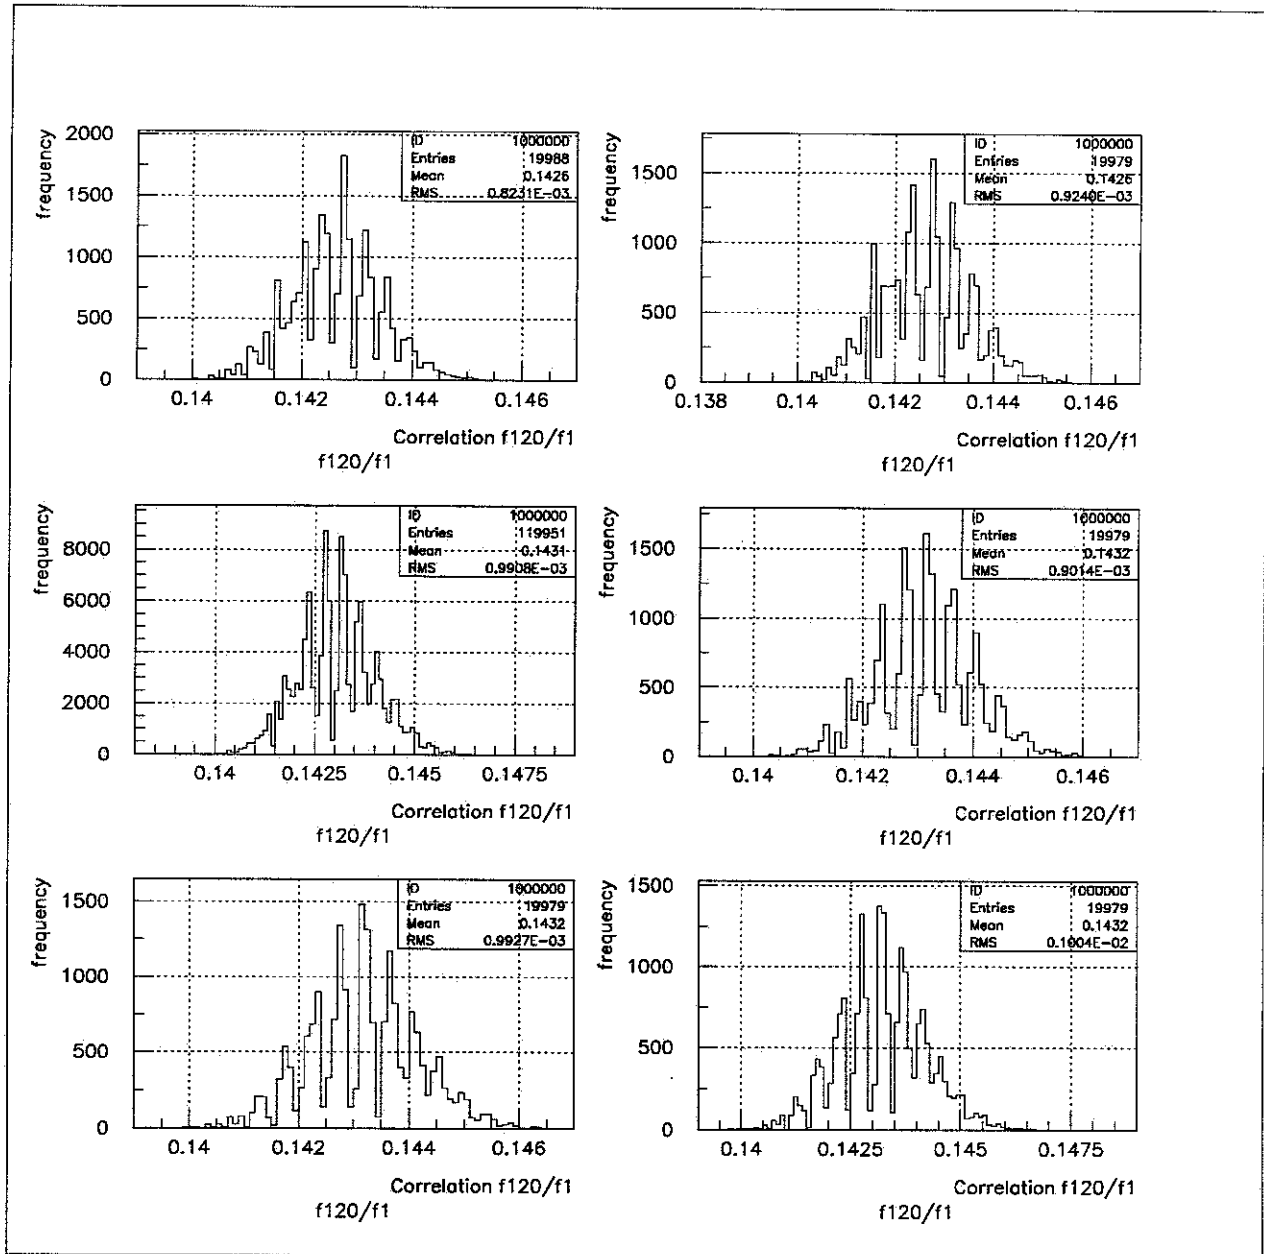 frequency
2000
1500
1000
500
0
0.14 0.142 0.144 0.146
ID 1000000
Entries 19988
Mean 0.1426
RMS 0.8231E-03
Correlation f120/f1
f120/f1
frequency
1500
1000
500
0
0.138 0.14 0.142 0.144 0.146
ID 1000000
Entries 19979
Mean 0.1426
RMS 0.9240E-03
Correlation f120/f1
f120/f1
frequency
8000
6000
4000
2000
0
0.14 0.1425 0.145 0.1475
ID 1000000
Entries 119951
Mean 0.1431
RMS 0.9908E-03
Correlation f120/f1
f120/f1
frequency
1500
1000
500
0
0.14 0.142 0.144 0.146
ID 1000000
Entries 19979
Mean 0.1432
RMS 0.9014E-03
Correlation f120/f1
f120/f1
frequency
1500
1000
500
0
0.14 0.142 0.144 0.146
ID 1000000
Entries 19979
Mean 0.1432
RMS 0.9927E-03
Correlation f120/f1
f120/f1
frequency
1500
1000
500
0
0.14 0.1425 0.145 0.1475
ID 1000000
Entries 19979
Mean 0.1432
RMS 0.1004E-02
Correlation f120/f1
f120/f1